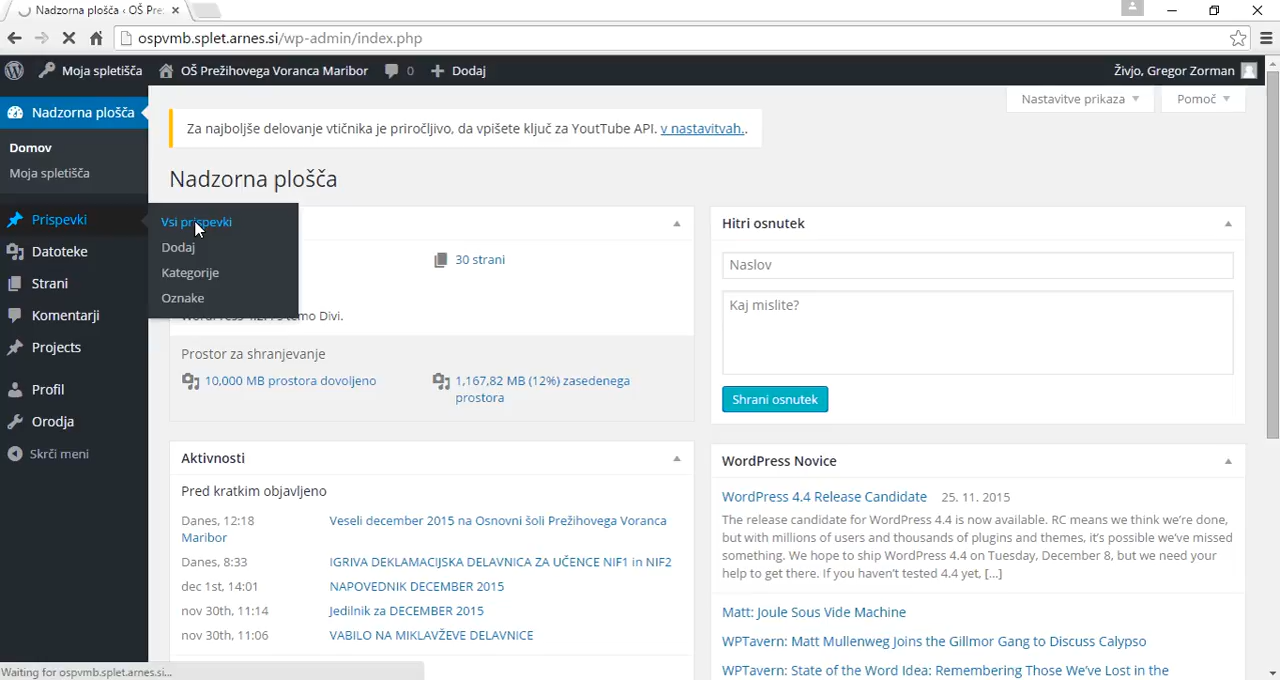 Nadzorna plošča ‹ OŠ Pre:
ospvmb.splet.arnes.si/wp-admin/index.php
Moja spletišča
OŠ Prežihovega Voranca Maribor
0
Dodaj
Živjo, Gregor Zorman
Nadzorna plošča
Domov
Moja spletišča
Prispevki
Datoteke
Strani
Komentarji
Projects
Profil
Orodja
Skrči meni
Vsi prispevki
Dodaj
Kategorije
Oznake
Nastavitve prikaza
Pomoč
Za najboljše delovanje vtičnika je priročljivo, da vpišete ključ za YouTube API. v nastavitvah..
Nadzorna plošča
30 strani
temo Divi.
Prostor za shranjevanje
10,000 MB prostora dovoljeno
1,167,82 MB (12%) zasedenega
prostora
Aktivnosti
Pred kratkim objavljeno
Danes, 12:18
Veseli december 2015 na Osnovni šoli Prežihovega Voranca
Maribor
Danes, 8:33
IGRIVA DEKLAMACIJSKA DELAVNICA ZA UČENCE NIF1 in NIF2
dec 1st, 14:01
NAPOVEDNIK DECEMBER 2015
nov 30th, 11:14
Jedilnik za DECEMBER 2015
nov 30th, 11:06
VABILO NA MIKLAVŽEVE DELAVNICE
Hitri osnutek
Naslov
Kaj mislite?
Shrani osnutek
WordPress Novice
WordPress 4.4 Release Candidate 25. 11. 2015
The release candidate for WordPress 4.4 is now available. RC means we think we're done,
but with millions of users and thousands of plugins and themes, it's possible we've missed
something. We hope to ship WordPress 4.4 on Tuesday, December 8, but we need your
help to get there. If you haven't tested 4.4 yet, […]
Matt: Joule Sous Vide Machine
WPTavern: Matt Mullenweg Joins the Gillmor Gang to Discuss Calypso
WPTavern: State of the Word Idea: Remembering Those We've Lost in the
Waiting for ospvmb.splet.arnes.si...